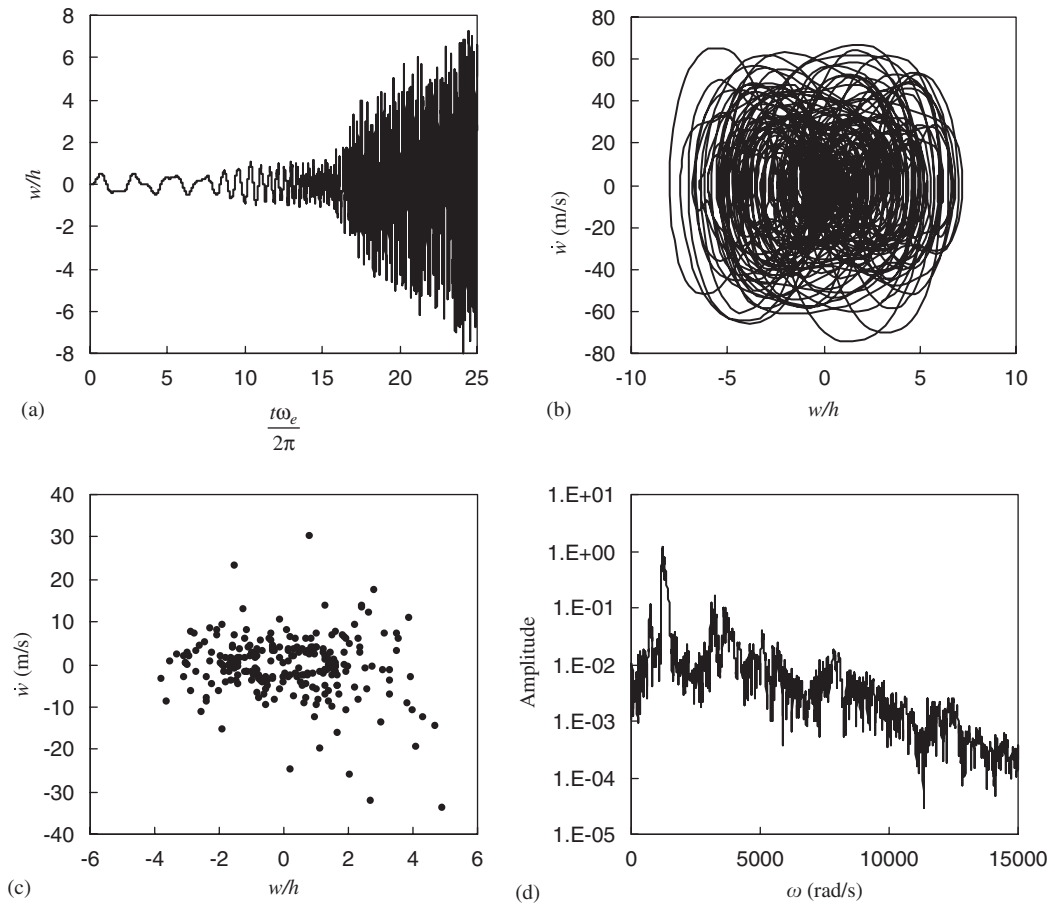 8
6
4
2
0
-2
-4
-6
-8
w/h
0 5 10 15 20 25
tωₑ
2π
(a)
80
60
40
20
0
-20
-40
-60
-80
ẇ (m/s)
-10 -5 0 5 10
w/h
(b)
40
30
20
10
0
-10
-20
-30
-40
ẇ (m/s)
-6 -4 -2 0 2 4 6
w/h
(c)
1.E+01
1.E+00
1.E-01
1.E-02
1.E-03
1.E-04
1.E-05
Amplitude
0 5000 10000 15000
ω (rad/s)
(d)